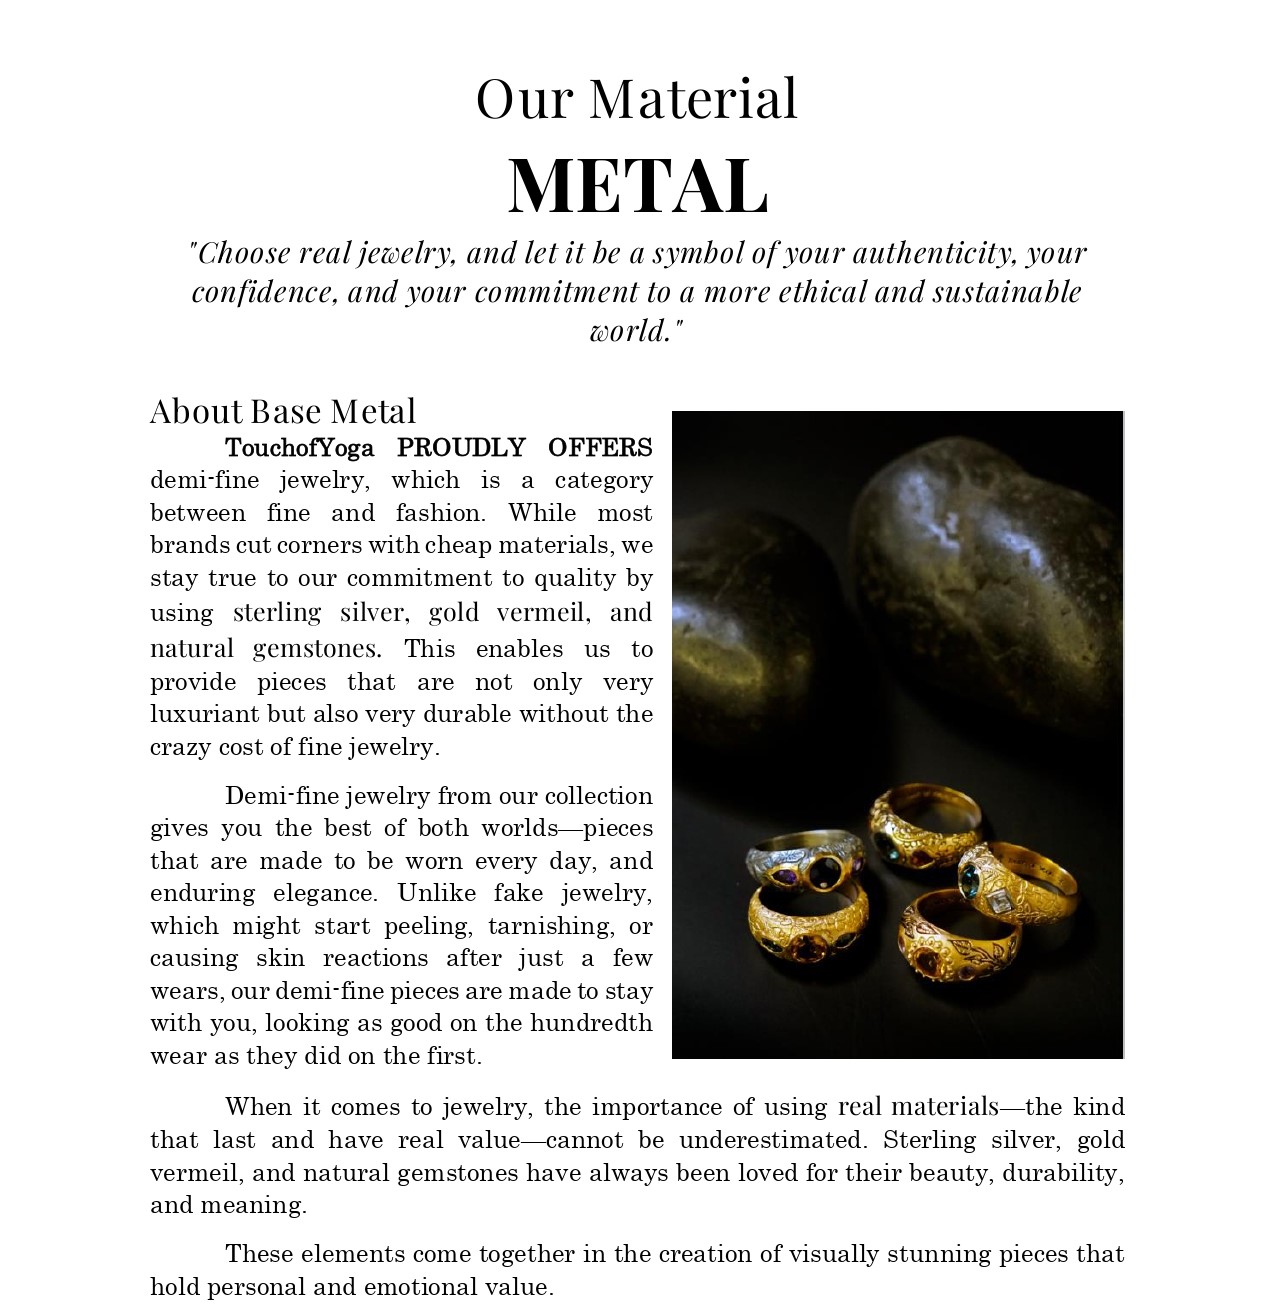 Our Material
METAL
"Choose real jewelry, and let it be a symbol of your authenticity, your
confidence, and your commitment to a more ethical and sustainable
world."
About Base Metal
TouchofYoga PROUDLY OFFERS
demi-fine jewelry, which is a category
between fine and fashion. While most
brands cut corners with cheap materials, we
stay true to our commitment to quality by
using sterling silver, gold vermeil, and
natural gemstones. This enables us to
provide pieces that are not only very
luxuriant but also very durable without the
crazy cost of fine jewelry.
Demi-fine jewelry from our collection
gives you the best of both worlds—pieces
that are made to be worn every day, and
enduring elegance. Unlike fake jewelry,
which might start peeling, tarnishing, or
causing skin reactions after just a few
wears, our demi-fine pieces are made to stay
with you, looking as good on the hundredth
wear as they did on the first.
When it comes to jewelry, the importance of using real materials—the kind
that last and have real value—cannot be underestimated. Sterling silver, gold
vermeil, and natural gemstones have always been loved for their beauty, durability,
and meaning.
These elements come together in the creation of visually stunning pieces that
hold personal and emotional value.